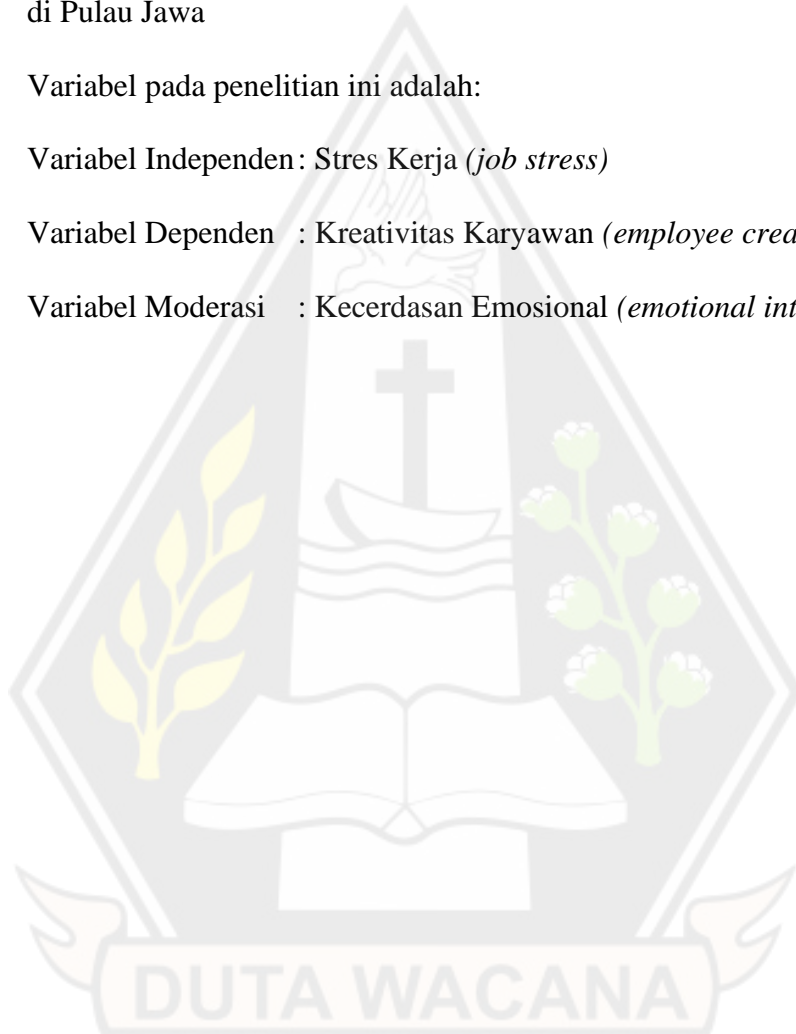 di Pulau Jawa
Variabel pada penelitian ini adalah:
Variabel Independen : Stres Kerja (job stress)
Variabel Dependen : Kreativitas Karyawan (employee crea
Variabel Moderasi : Kecerdasan Emosional (emotional int
DUTA WACANA